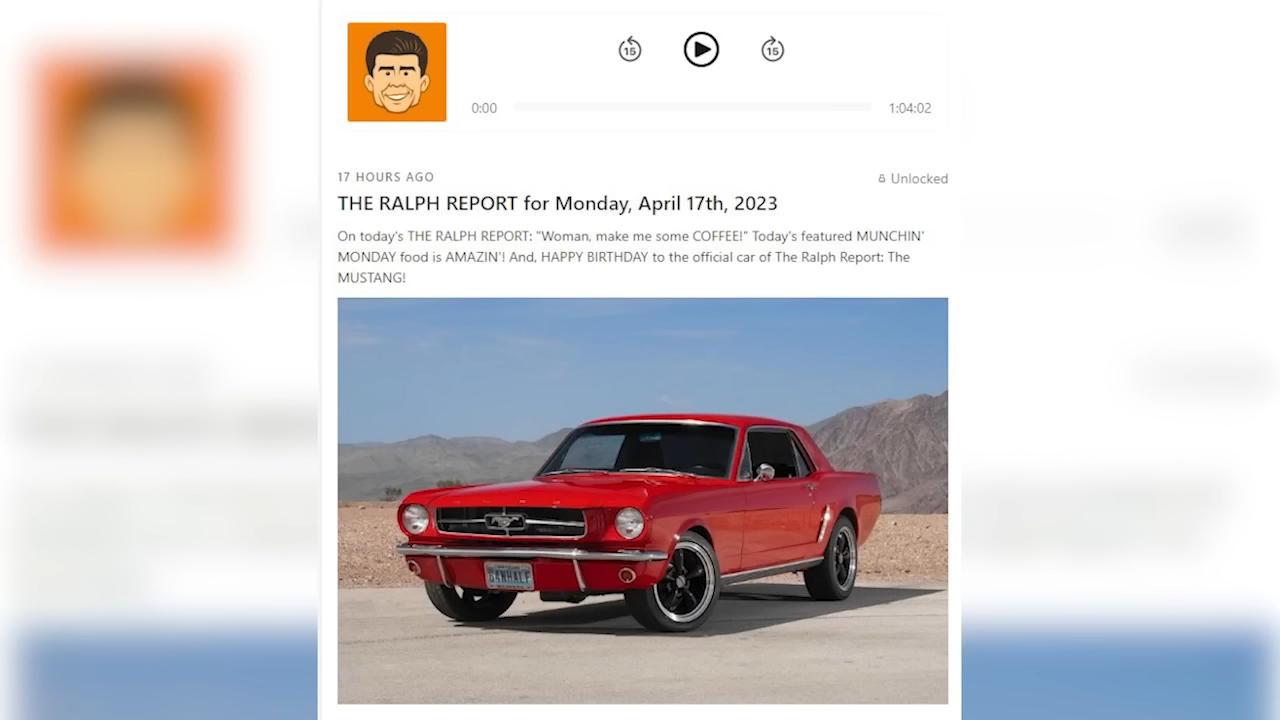 15
15
0:00
1:04:02
17 HOURS AGO
Unlocked
THE RALPH REPORT for Monday, April 17th, 2023
On today's THE RALPH REPORT: "Woman, make me some COFFEE!" Today's featured MUNCHIN'
MONDAY food is AMAZIN'! And, HAPPY BIRTHDAY to the official car of The Ralph Report: The
MUSTANG!